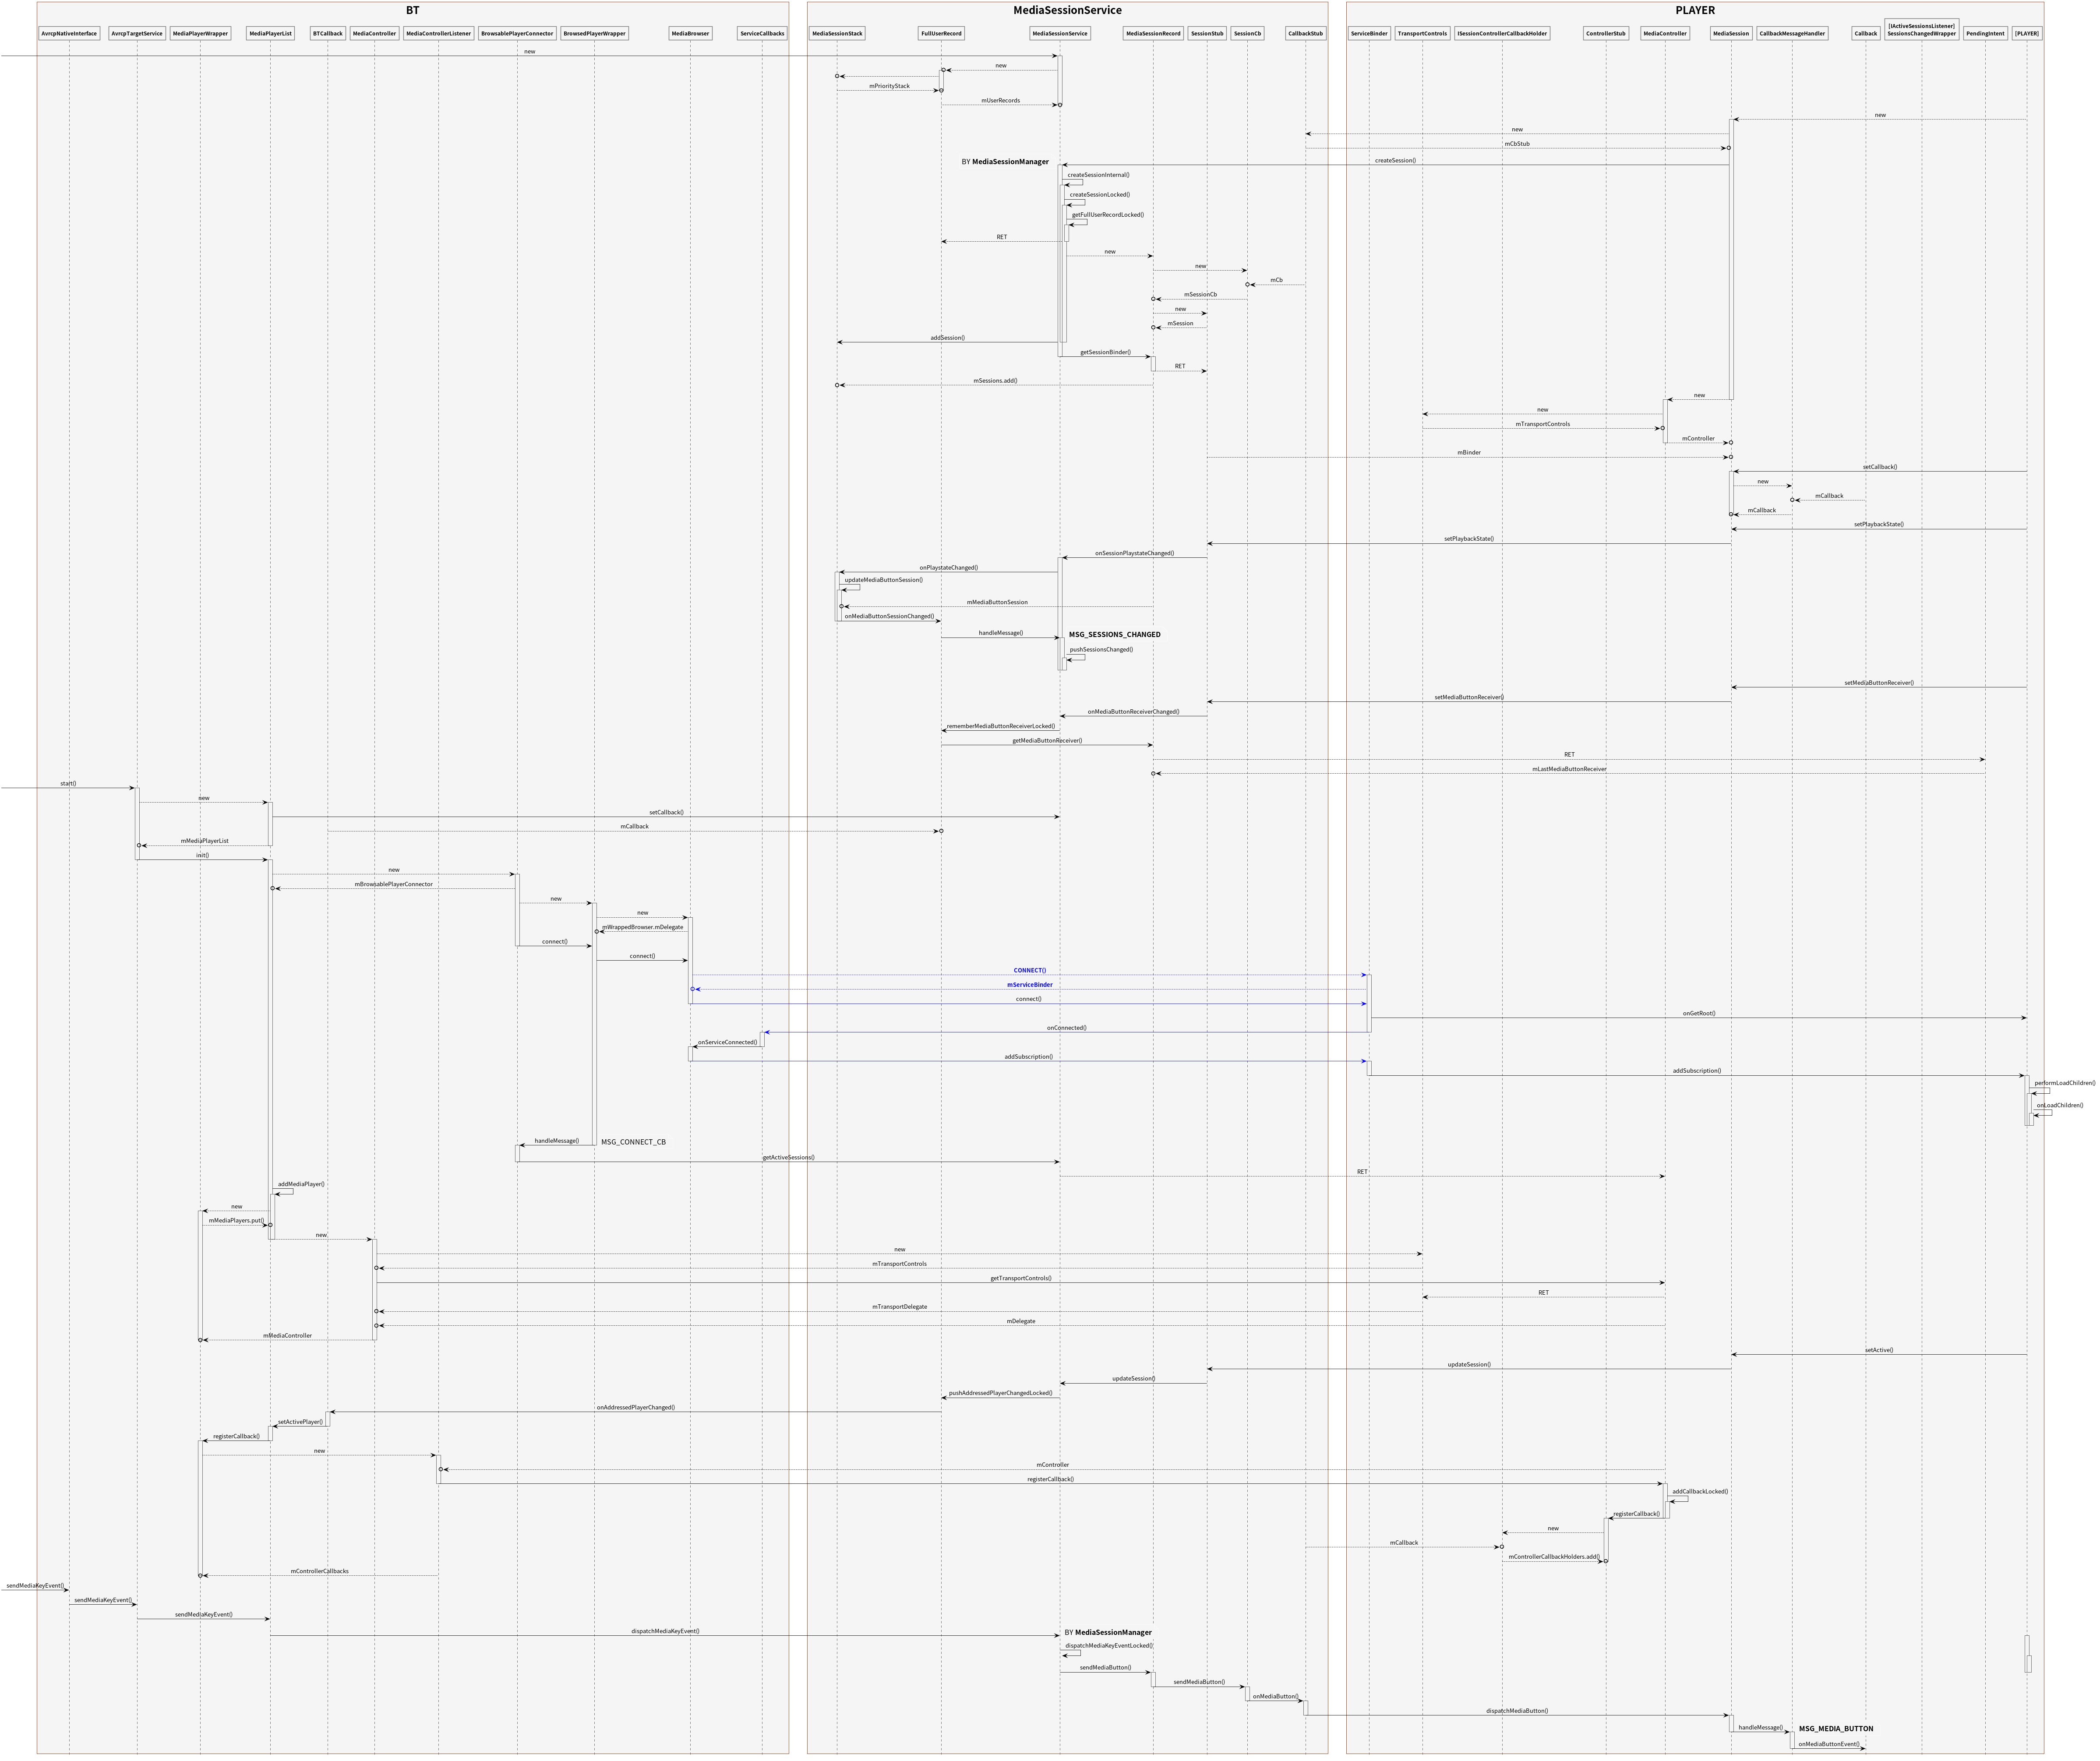 BT
MediaSessionService
PLAYER
AvrcpNativeInterface
AvrcpTargetService
MediaPlayerWrapper
MediaPlayerList
BTCallback
MediaController
MediaControllerListener
BrowsablePlayerConnector
BrowsedPlayerWrapper
MediaBrowser
ServiceCallbacks
MediaSessionStack
FullUserRecord
MediaSessionService
MediaSessionRecord
SessionStub
SessionCb
CallbackStub
ServiceBinder
TransportControls
ISessionControllerCallbackHolder
ControllerStub
MediaController
MediaSession
CallbackMessageHandler
Callback
[IActiveSessionsListener]
SessionsChangedWrapper
PendingIntent
[PLAYER]
new
new
mPriorityStack
mUserRecords
new
new
mCbStub
BY MediaSessionManager
createSession()
createSessionInternal()
createSessionLocked()
getFullUserRecordLocked()
RET
new
new
mCb
mSessionCb
new
mSession
addSession()
getSessionBinder()
RET
mSessions.add()
new
new
mTransportControls
mController
mBinder
setCallback()
new
mCallback
mCallback
setPlaybackState()
setPlaybackState()
onSessionPlaystateChanged()
onPlaystateChanged()
updateMediaButtonSession()
mMediaButtonSession
onMediaButtonSessionChanged()
handleMessage()
MSG_SESSIONS_CHANGED
pushSessionsChanged()
setMediaButtonReceiver()
setMediaButtonReceiver()
onMediaButtonReceiverChanged()
rememberMediaButtonReceiverLocked()
getMediaButtonReceiver()
RET
mLastMediaButtonReceiver
start()
new
setCallback()
mCallback
mMediaPlayerList
init()
new
mBrowsablePlayerConnector
new
new
mWrappedBrowser.mDelegate
connect()
connect()
CONNECT()
mServiceBinder
connect()
onGetRoot()
onConnected()
onServiceConnected()
addSubscription()
addSubscription()
performLoadChildren()
onLoadChildren()
handleMessage()
MSG_CONNECT_CB
getActiveSessions()
RET
addMediaPlayer()
new
mMediaPlayers.put()
new
new
mTransportControls
getTransportControls()
RET
mTransportDelegate
mDelegate
mMediaController
setActive()
updateSession()
updateSession()
pushAddressedPlayerChangedLocked()
onAddressedPlayerChanged()
setActivePlayer()
registerCallback()
new
mController
registerCallback()
addCallbackLocked()
registerCallback()
new
mCallback
mControllerCallbackHolders.add()
mControllerCallbacks
sendMediaKeyEvent()
sendMediaKeyEvent()
sendMediaKeyEvent()
dispatchMediaKeyEvent()
BY MediaSessionManager
dispatchMediaKeyEventLocked()
sendMediaButton()
sendMediaButton()
onMediaButton()
dispatchMediaButton()
handleMessage()
MSG_MEDIA_BUTTON
onMediaButtonEvent()